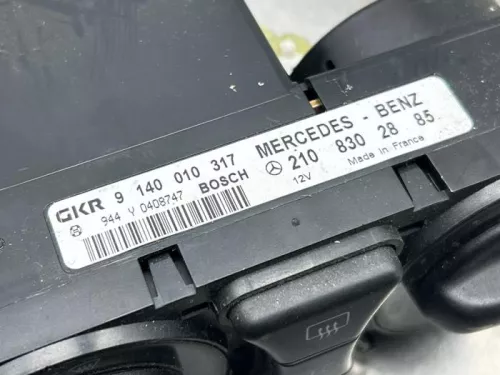 GKR 9 140 010 317 MERCEDES - BENZ
944 Y 0408747 BOSCH 210 830 28 85
12V Made in France